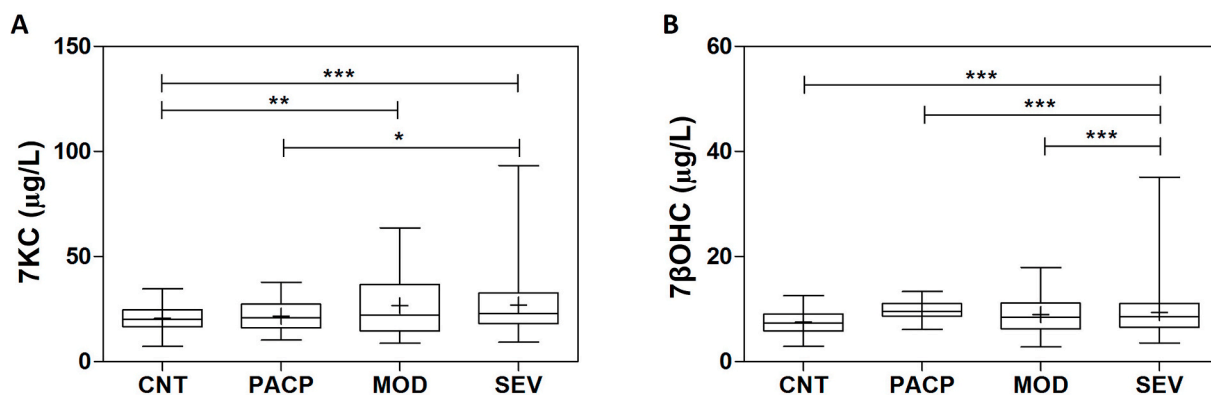 A
7KC (µg/L)
150
100
50
0
***
**
*
CNT PACP MOD SEV
B
7βOHC (µg/L)
60
40
20
0
***
***
***
CNT PACP MOD SEV